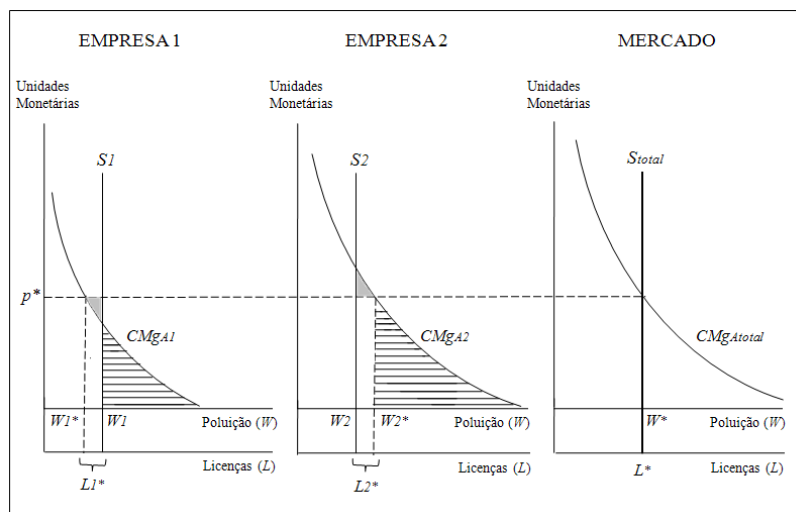 EMPRESA 1
EMPRESA 2
MERCADO
Unidades
Monetárias
Unidades
Monetárias
Unidades
Monetárias
S1
S2
Stotal
p*
CMgA1
CMgA2
CMgAtotal
W1* W1 Poluição (W)
W2 W2* Poluição (W)
W* Poluição (W)
Licenças (L)
Licenças (L)
Licenças (L)
L1*
L2*
L*